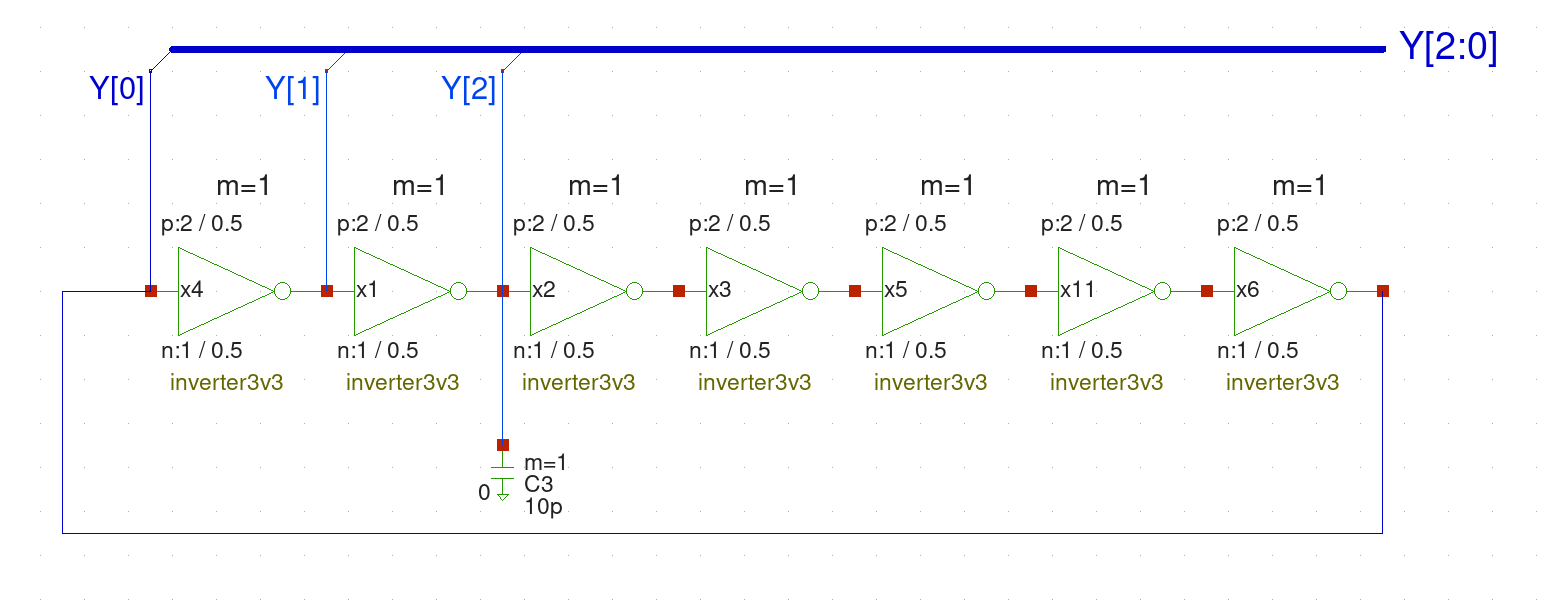 Y[2:0]
Y[0] Y[1] Y[2]
m=1 m=1 m=1 m=1 m=1 m=1 m=1
p:2 / 0.5 p:2 / 0.5 p:2 / 0.5 p:2 / 0.5 p:2 / 0.5 p:2 / 0.5 p:2 / 0.5
x4 x1 x2 x3 x5 x11 x6
n:1 / 0.5 n:1 / 0.5 n:1 / 0.5 n:1 / 0.5 n:1 / 0.5 n:1 / 0.5 n:1 / 0.5
inverter3v3 inverter3v3 inverter3v3 inverter3v3 inverter3v3 inverter3v3 inverter3v3
m=1
0 C3
10p